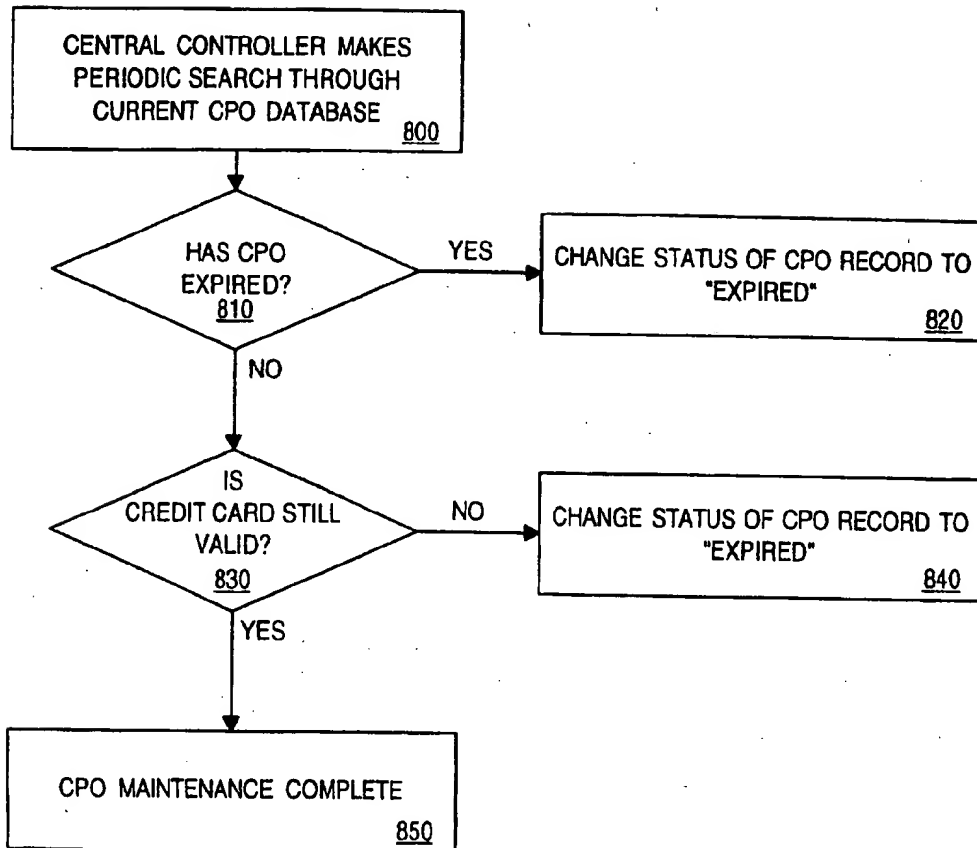 CENTRAL CONTROLLER MAKES
PERIODIC SEARCH THROUGH
CURRENT CPO DATABASE
800
HAS CPO
EXPIRED?
810
YES
CHANGE STATUS OF CPO RECORD TO
"EXPIRED"
820
NO
IS
CREDIT CARD STILL
VALID?
830
NO
CHANGE STATUS OF CPO RECORD TO
"EXPIRED"
840
YES
CPO MAINTENANCE COMPLETE
850